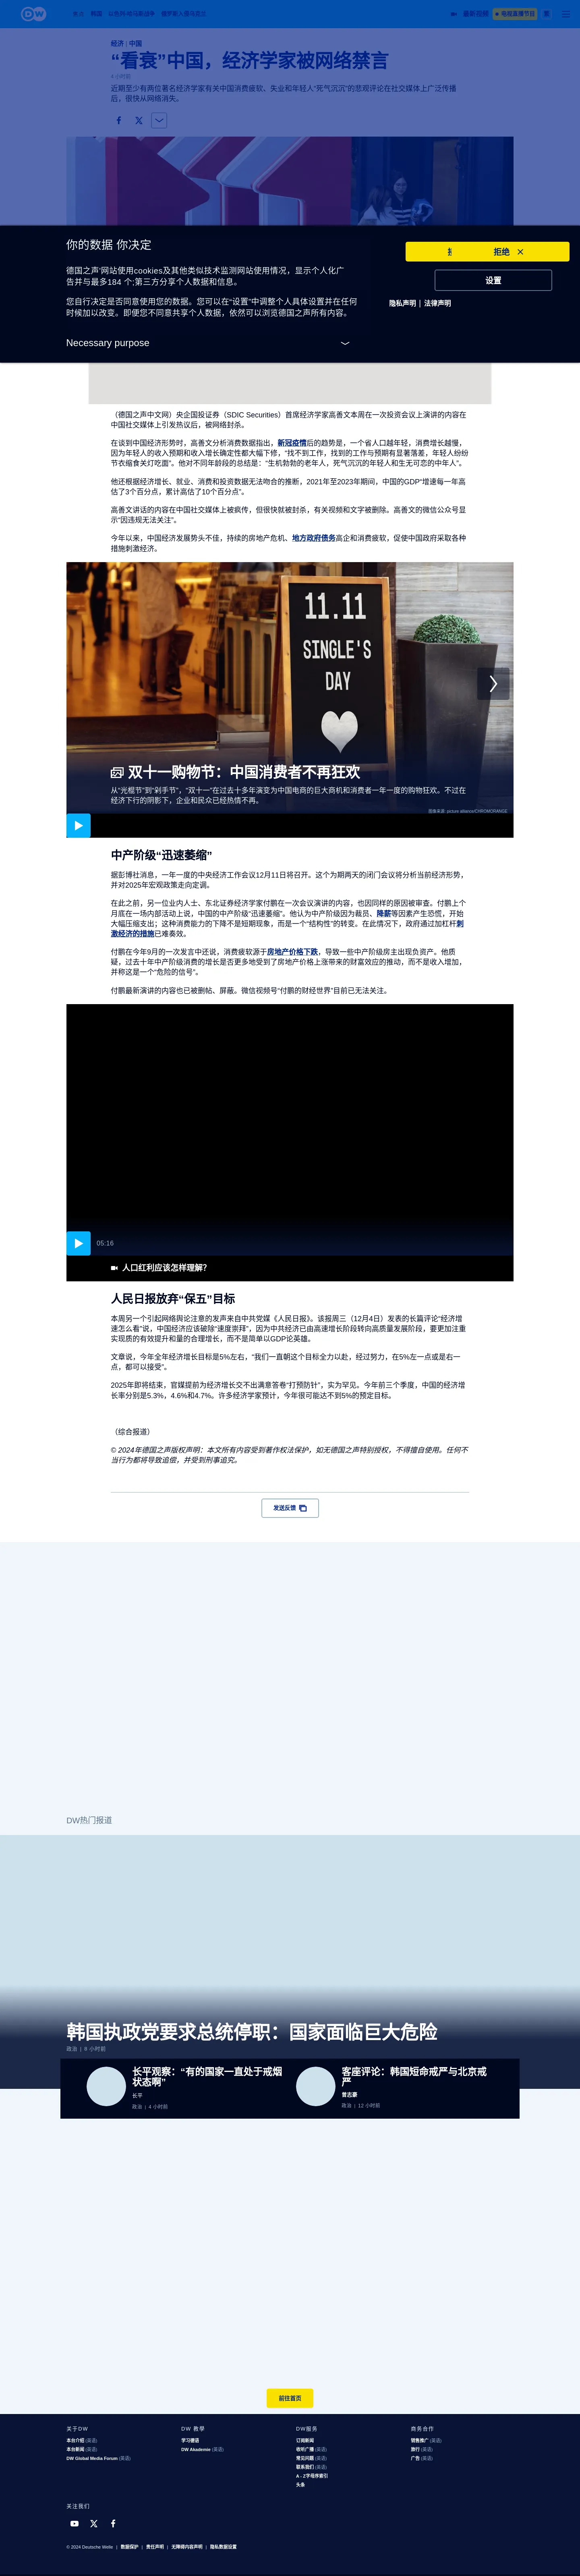 DW
韩国
最新视频
电视直播节目
经济 | 中国
“看衰”中国，经济学家被网络禁言
4 小时前
近期至少有两位著名经济学家有关中国消费疲软、失业和年轻人“死气沉沉”的悲观评论在社交媒体上广泛传播
后，很快从网络消失。
你的数据 你决定
拒绝
德国之声‘网站使用cookies及其他类似技术监测网站使用情况，显示个人化广
告并与最多184 个;第三方分享个人数据和信息。
设置
隐私声明 | 法律声明
您自行决定是否同意使用您的数据。您可以在“设置”中调整个人具体设置并在任何
时候加以改变。即便您不同意共享个人数据，依然可以浏览德国之声所有内容。
Necessary purpose
（德国之声中文网）央企国投证券（SDIC Securities）首席经济学家高善文本周在一次投资会议上演讲的内容在
中国社交媒体上引发热议后，被网络封杀。
在谈到中国经济形势时，高善文分析消费数据指出，新冠疫情后的趋势是，一个省人口越年轻，消费增长越慢，
因为年轻人的收入预期和收入增长确定性都大幅下修，“找不到工作，找到的工作与预期有显著落差，年轻人纷纷
节衣缩食关灯吃面”。他对不同年龄段的总结是：“生机勃勃的老年人，死气沉沉的年轻人和生无可恋的中年人”。
他还根据经济增长、就业、消费和投资数据无法吻合的推断，2021年至2023年期间，中国的GDP“增速每一年高
估了3个百分点，累计高估了10个百分点”。
高善文讲话的内容在中国社交媒体上被疯传，但很快就被封杀，有关视频和文字被删除。高善文的微信公众号显
示“因违规无法关注”。
今年以来，中国经济发展势头不佳，持续的房地产危机、地方政府债务高企和消费疲软，促使中国政府采取各种
措施刺激经济。
11.11
SINGLE'S
DAY
双十一购物节：中国消费者不再狂欢
从“光棍节”到“剁手节”，“双十一”在过去十多年演变为中国电商的巨大商机和消费者一年一度的购物狂欢。不过在
经济下行的阴影下，企业和民众已经热情不再。
图像来源: picture alliance/CHROMORANGE
中产阶级“迅速萎缩”
据彭博社消息，一年一度的中央经济工作会议12月11日将召开。这个为期两天的闭门会议将分析当前经济形势，
并对2025年宏观政策走向定调。
在此之前，另一位业内人士、东北证券经济学家付鹏在一次会议演讲的内容，也因同样的原因被审查。付鹏上个
月底在一场内部活动上说，中国的中产阶级“迅速萎缩”。他认为中产阶级因为裁员、降薪等因素产生恐慌，开始
大幅压缩支出；这种消费能力的下降不是短期现象，而是一个“结构性”的转变。在此情况下，政府通过加杠杆刺
激经济的措施已难奏效。
付鹏在今年9月的一次发言中还说，消费疲软源于房地产价格下跌，导致一些中产阶级房主出现负资产。他质
疑，过去十年中产阶级消费的增长是否更多地受到了房地产价格上涨带来的财富效应的推动，而不是收入增加，
并称这是一个“危险的信号”。
付鹏最新演讲的内容也已被删帖、屏蔽。微信视频号“付鹏的财经世界”目前已无法关注。
05:16
人口红利应该怎样理解？
人民日报放弃“保五”目标
本周另一个引起网络舆论注意的发声来自中共党媒《人民日报》。该报周三（12月4日）发表的长篇评论“经济增
速怎么看”说，中国经济应该破除“速度崇拜”，因为中共经济已由高速增长阶段转向高质量发展阶段，要更加注重
实现质的有效提升和量的合理增长，而不是简单以GDP论英雄。
文章说，今年全年经济增长目标是5%左右，“我们一直朝这个目标全力以赴，经过努力，在5%左一点或是右一
点，都可以接受”。
2025年即将结束，官媒提前为经济增长交不出满意答卷“打预防针”，实为罕见。今年前三个季度，中国的经济增
长率分别是5.3%，4.6%和4.7%。许多经济学家预计，今年很可能达不到5%的预定目标。
（综合报道）
© 2024年德国之声版权声明：本文所有内容受到著作权法保护，如无德国之声特别授权，不得擅自使用。任何不
当行为都将导致追偿，并受到刑事追究。
发送反馈
DW热门报道
韩国执政党要求总统停职：国家面临巨大危险
政治 | 8 小时前
长平观察：“有的国家一直处于戒烟
状态啊”
长平
政治 | 4 小时前
客座评论：韩国短命戒严与北京戒
严
曾志豪
政治 | 12 小时前
前往首页
关于DW
本台介绍 (英语)
本台新闻 (英语)
DW Global Media Forum (英语)
DW 教學
学习德语
DW Akademie (英语)
DW服务
订阅新闻
收听广播 (英语)
常见问题 (英语)
联系我们 (英语)
A - Z字母序索引
头条
商务合作
销售推广 (英语)
旅行 (英语)
广告 (英语)
关注我们
© 2024 Deutsche Welle | 数据保护 | 责任声明 | 无障碍内容声明 | 隐私数据设置